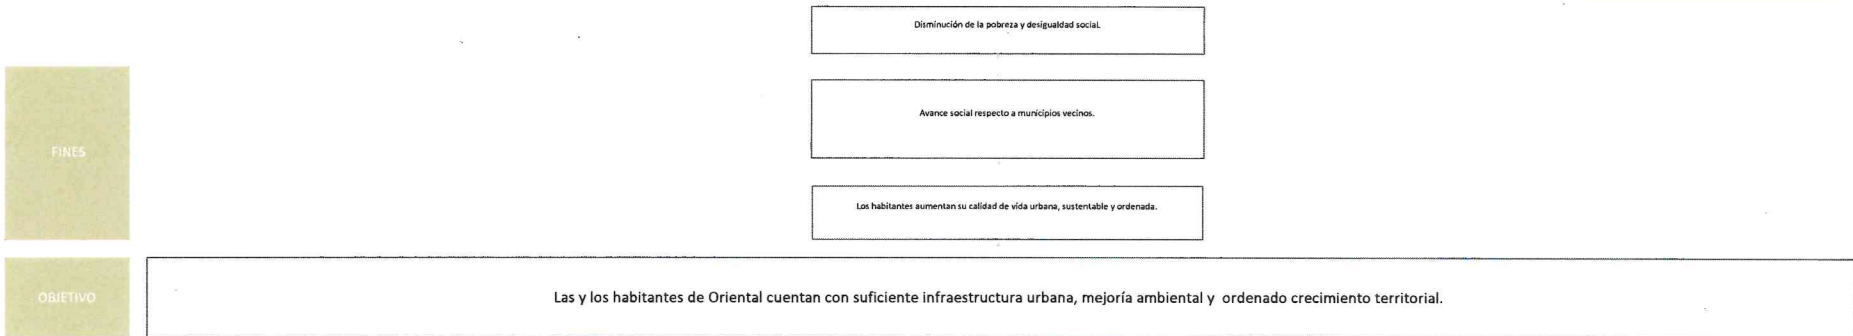 Disminución de la pobreza y desigualdad social.
Avance social respecto a municipios vecinos.
FINES
Los habitantes aumentan su calidad de vida urbana, sustentable y ordenada.
OBJETIVO
Las y los habitantes de Oriental cuentan con suficiente infraestructura urbana, mejoría ambiental y ordenado crecimiento territorial.